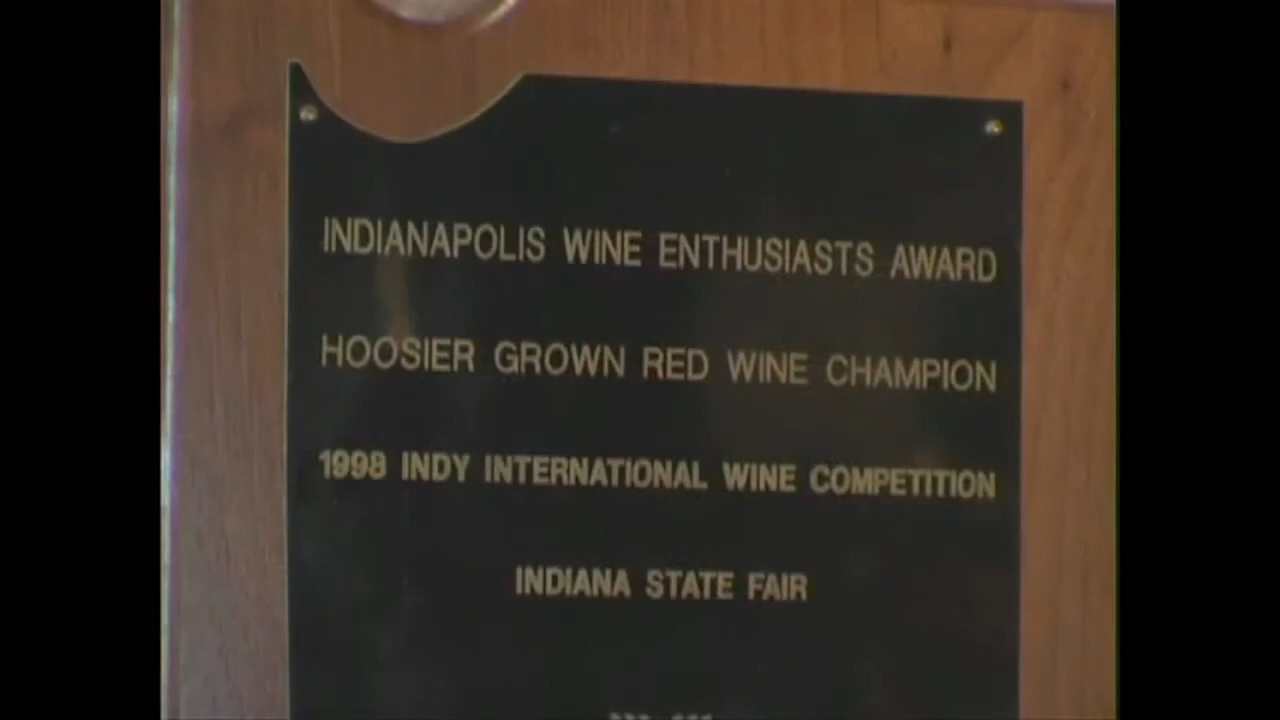 INDIANAPOLIS WINE ENTHUSIASTS AWARD
HOOSIER GROWN RED WINE CHAMPION
1998 INDY INTERNATIONAL WINE COMPETITION
INDIANA STATE FAIR